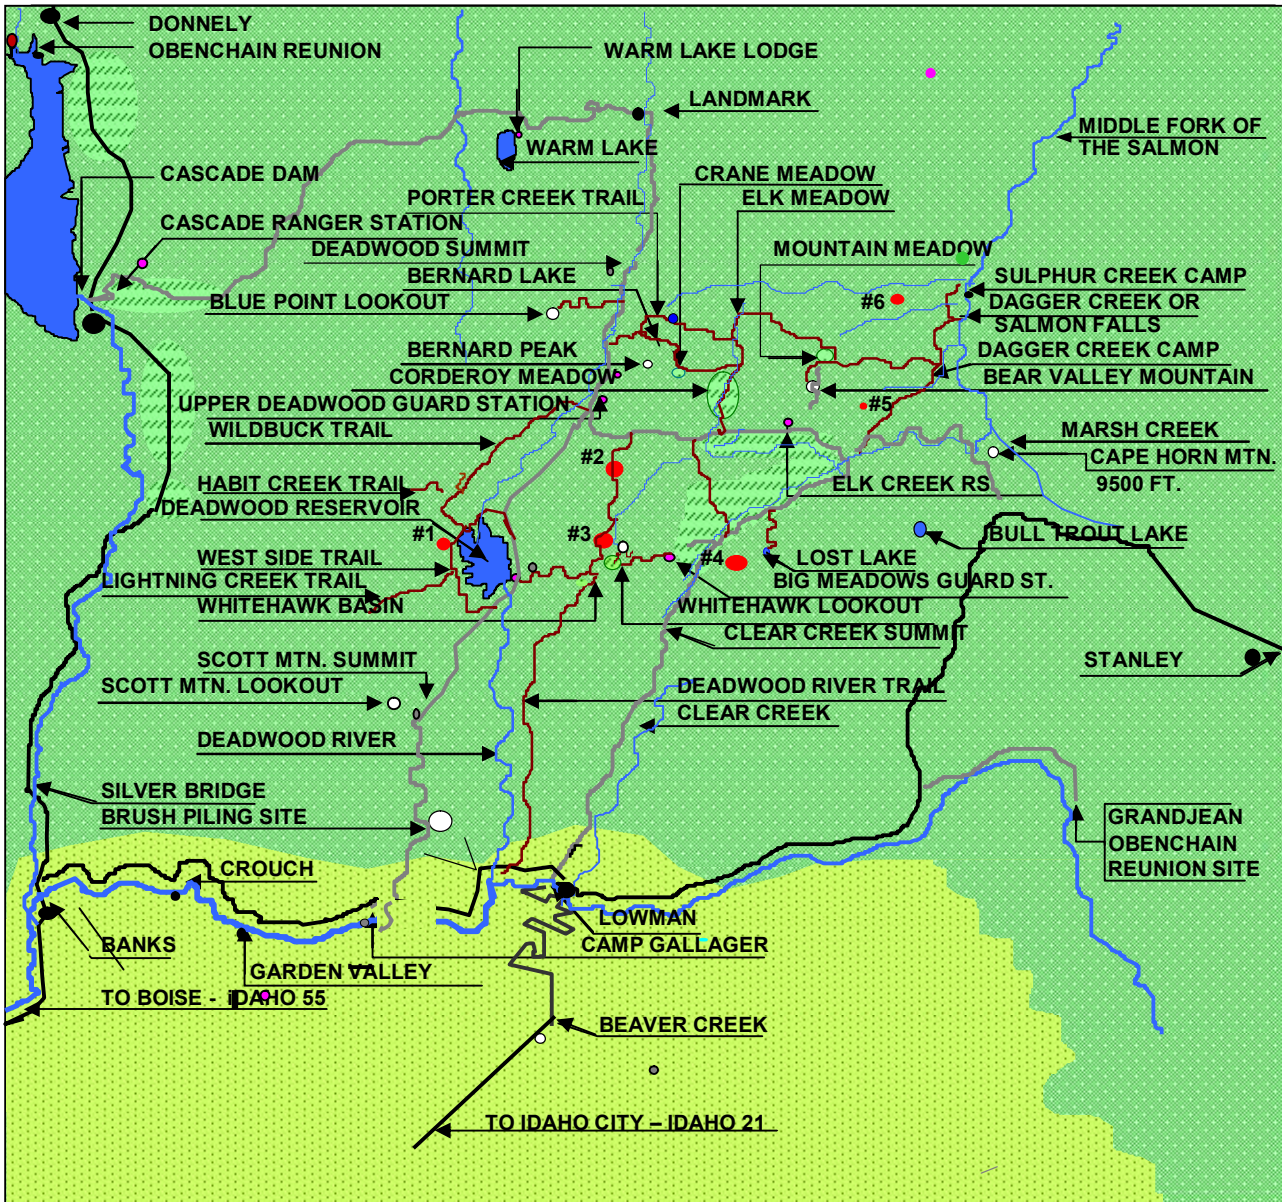 DONNELY
OBENCHAIN REUNION
WARM LAKE LODGE
LANDMARK
MIDDLE FORK OF
THE SALMON
WARM LAKE
CASCADE DAM
CRANE MEADOW
PORTER CREEK TRAIL
ELK MEADOW
CASCADE RANGER STATION
DEADWOOD SUMMIT
MOUNTAIN MEADOW
BERNARD LAKE
SULPHUR CREEK CAMP
BLUE POINT LOOKOUT
#6
DAGGER CREEK OR
SALMON FALLS
BERNARD PEAK
DAGGER CREEK CAMP
CORDEROY MEADOW
BEAR VALLEY MOUNTAIN
UPPER DEADWOOD GUARD STATION
#5
WILDBUCK TRAIL
MARSH CREEK
#2
CAPE HORN MTN.
9500 FT.
HABIT CREEK TRAIL
ELK CREEK RS
DEADWOOD RESERVOIR
#1
#3
BULL TROUT LAKE
WEST SIDE TRAIL
#4
LOST LAKE
LIGHTNING CREEK TRAIL
BIG MEADOWS GUARD ST.
WHITEHAWK BASIN
WHITEHAWK LOOKOUT
CLEAR CREEK SUMMIT
SCOTT MTN. SUMMIT
STANLEY
SCOTT MTN. LOOKOUT
DEADWOOD RIVER TRAIL
CLEAR CREEK
DEADWOOD RIVER
SILVER BRIDGE
BRUSH PILING SITE
GRANDJEAN
OBENCHAIN
REUNION SITE
CROUCH
LOWMAN
BANKS
CAMP GALLAGER
GARDEN VALLEY
TO BOISE - iDAHO 55
BEAVER CREEK
TO IDAHO CITY – IDAHO 21